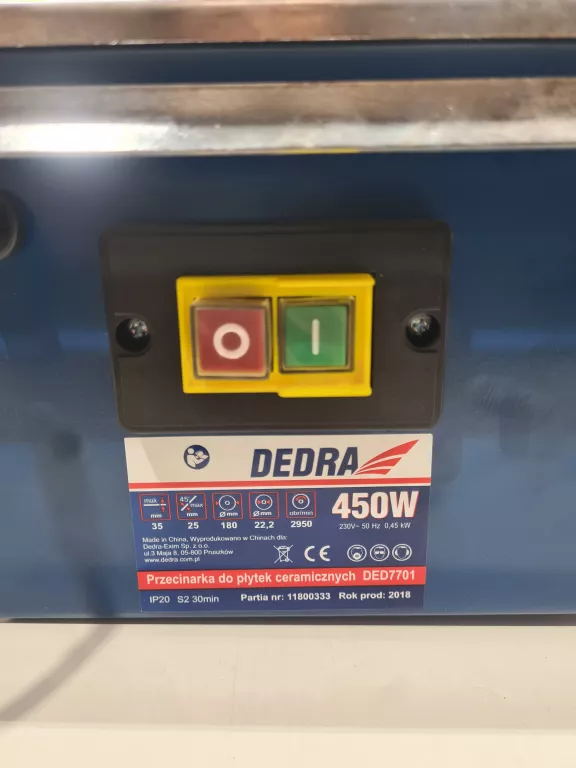 O I
DEDRA
max 45° max
mm mm Ø mm Ø mm obr/min
35 25 180 22,2 2950
450W
230V~ 50 Hz 0,45 kW
Made in China, Wyprodukowano w Chinach dla:
Dedra-Exim Sp. z o.o.
ul.3 Maja 8, 05-800 Pruszków
www.dedra.com.pl
CE
Przecinarka do płytek ceramicznych DED7701
IP20 S2 30min Partia nr: 11800333 Rok prod: 2018